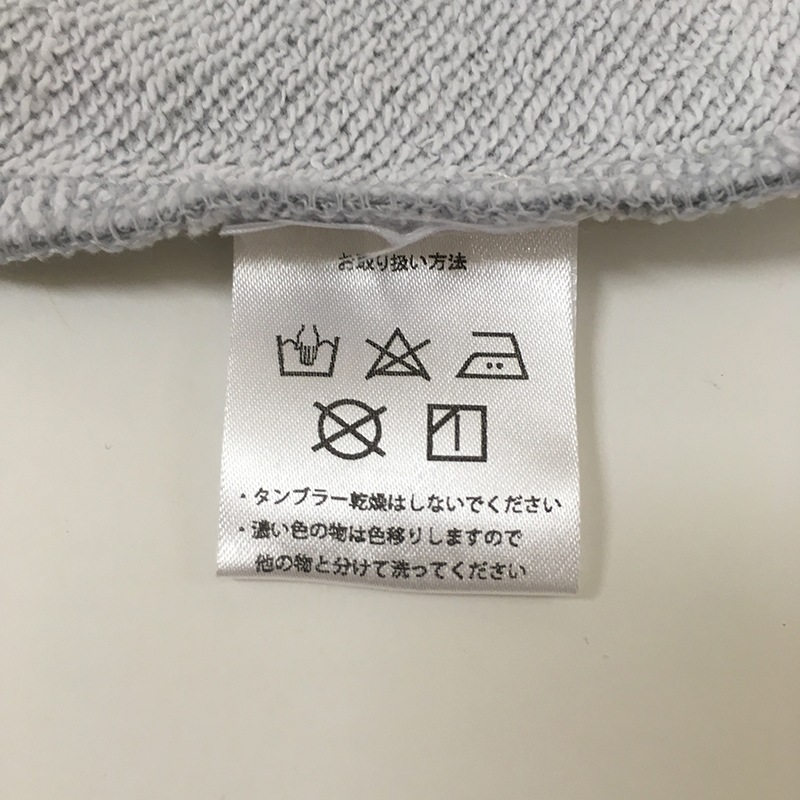 お取り扱い方法
・タンブラー乾燥はしないでください
・濃い色の物は色移りしますので
他の物と分けて洗ってください